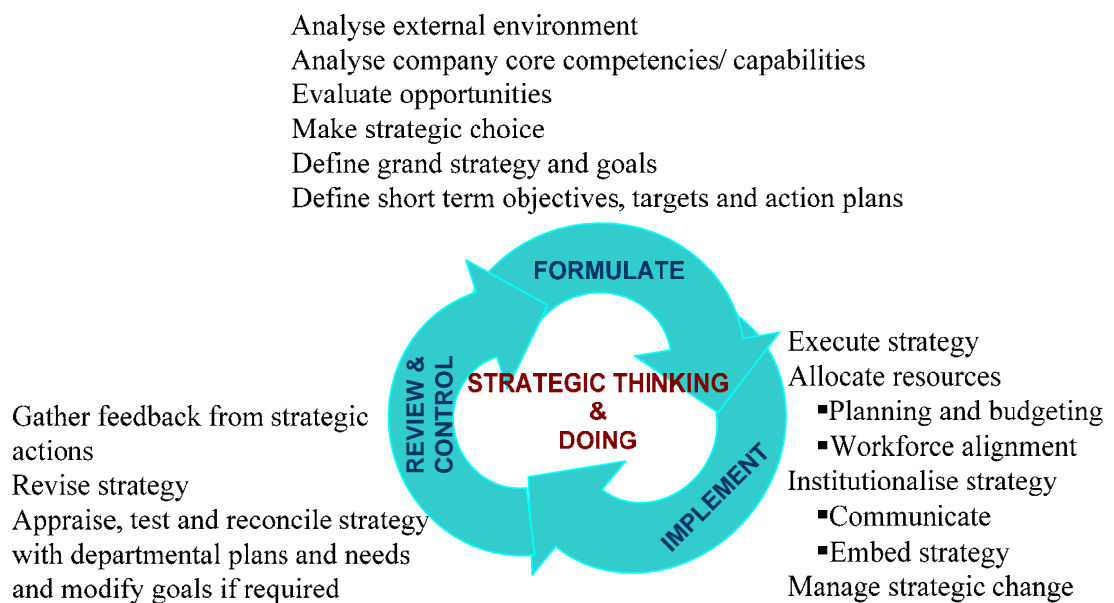 Analyse external environment
Analyse company core competencies/ capabilities
Evaluate opportunities
Make strategic choice
Define grand strategy and goals
Define short term objectives, targets and action plans
FORMULATE
STRATEGIC THINKING
&
DOING
REVIEW &
CONTROL
IMPLEMENT
Execute strategy
Allocate resources
▪Planning and budgeting
▪Workforce alignment
Institutionalise strategy
▪Communicate
▪Embed strategy
Manage strategic change
Gather feedback from strategic
actions
Revise strategy
Appraise, test and reconcile strategy
with departmental plans and needs
and modify goals if required